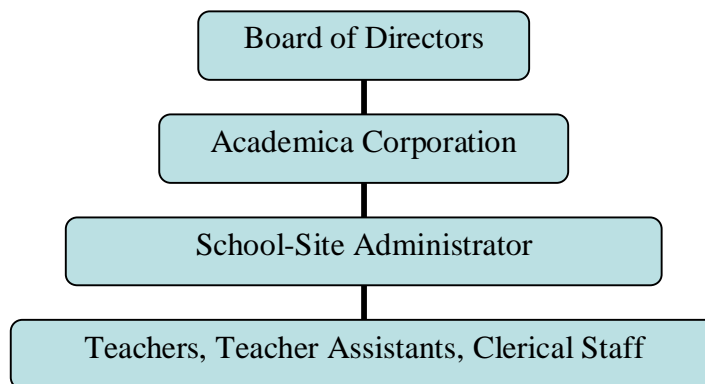 Board of Directors
Academica Corporation
School-Site Administrator
Teachers, Teacher Assistants, Clerical Staff